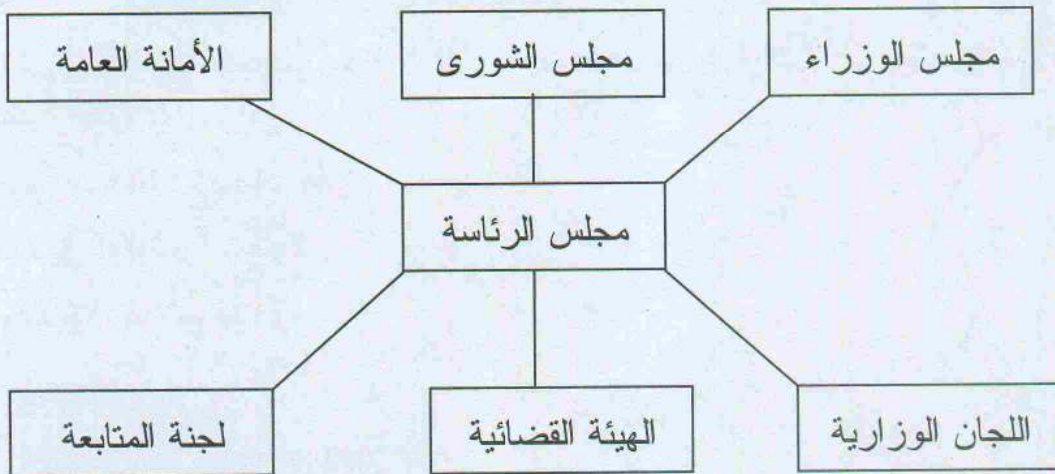 مجلس الوزراء
مجلس الشورى
الأمانة العامة
مجلس الرئاسة
اللجان الوزارية
الهيئة القضائية
لجنة المتابعة